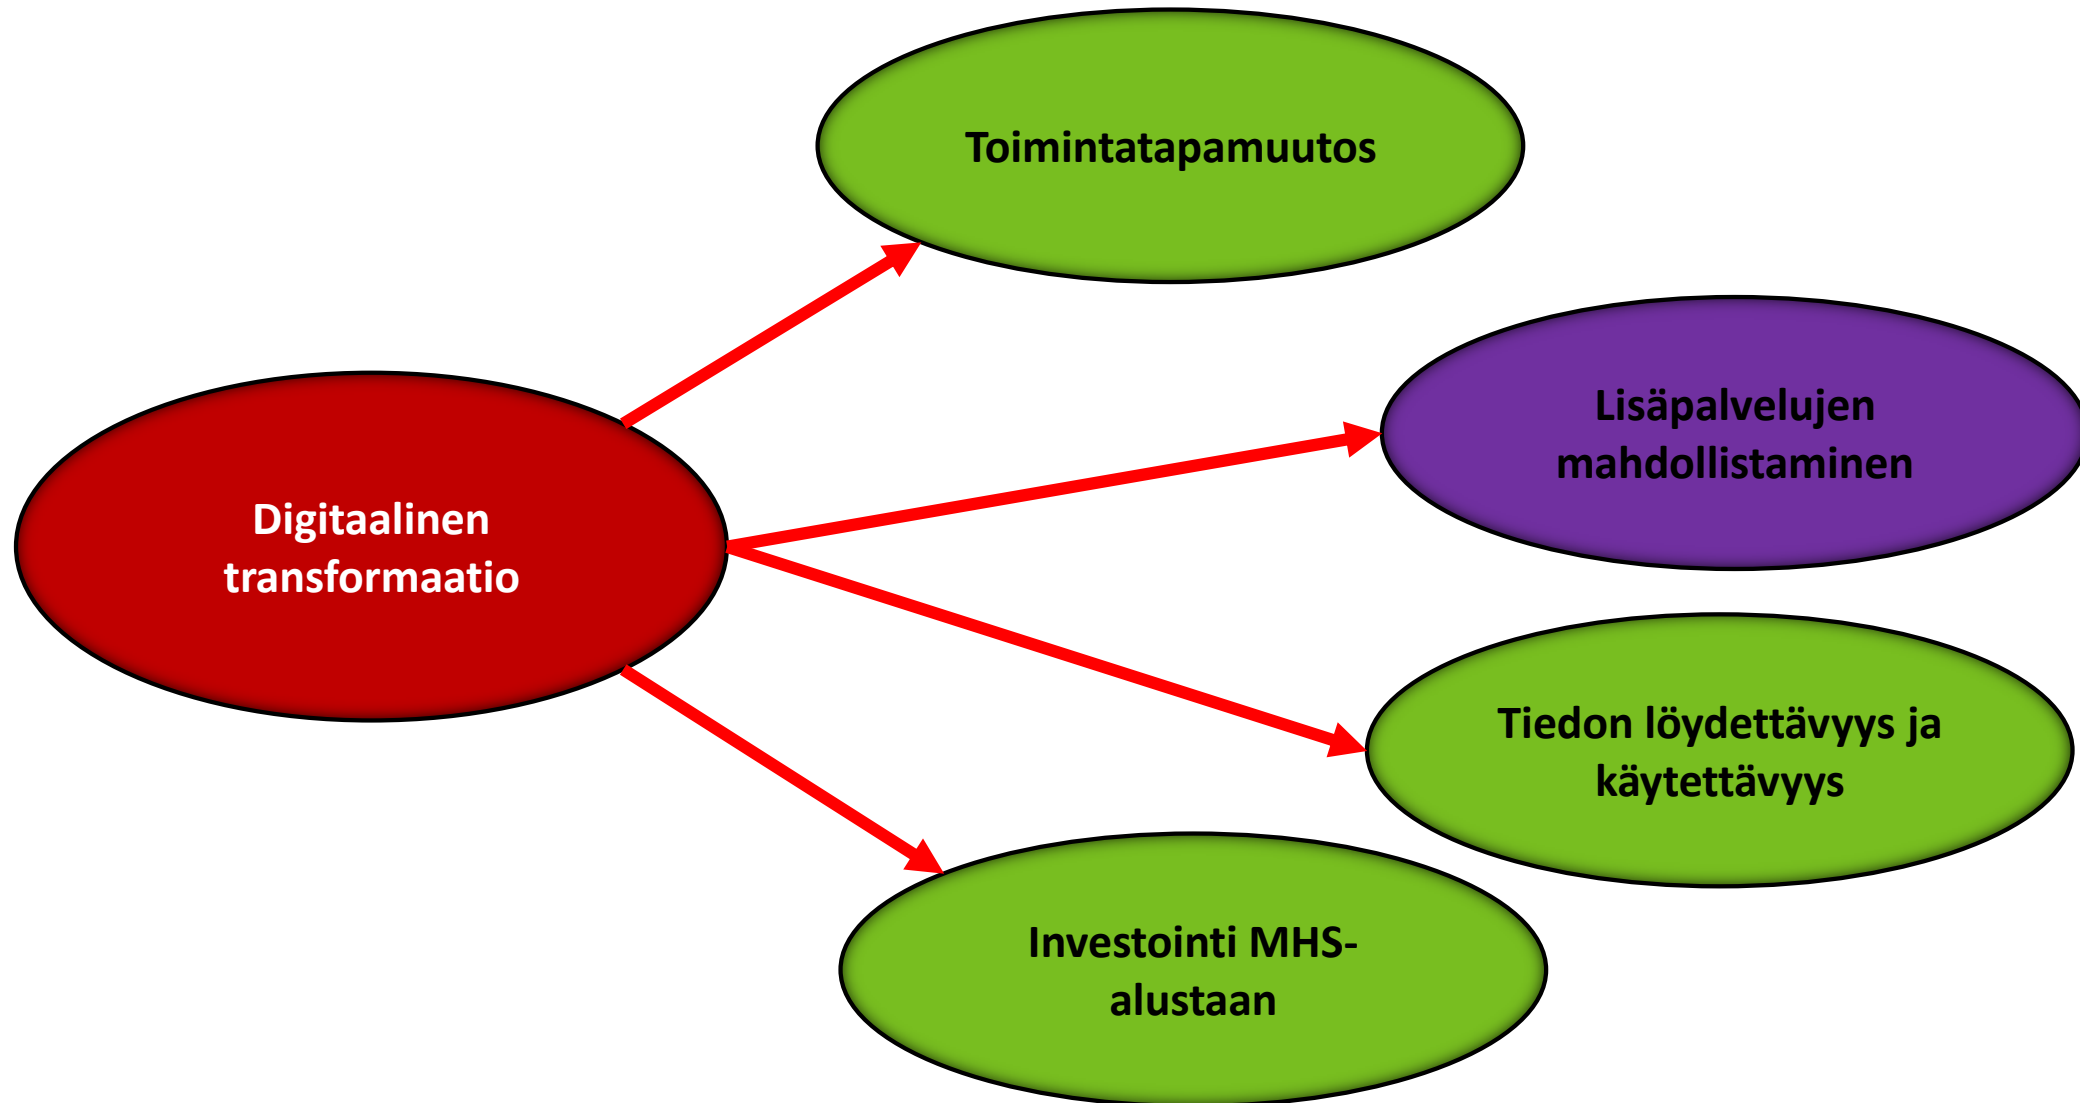 Toimintatapamuutos
Lisäpalvelujen
mahdollistaminen
Digitaalinen
transformaatio
Tiedon löydettävyys ja
käytettävyys
Investointi MHS-
alustaan